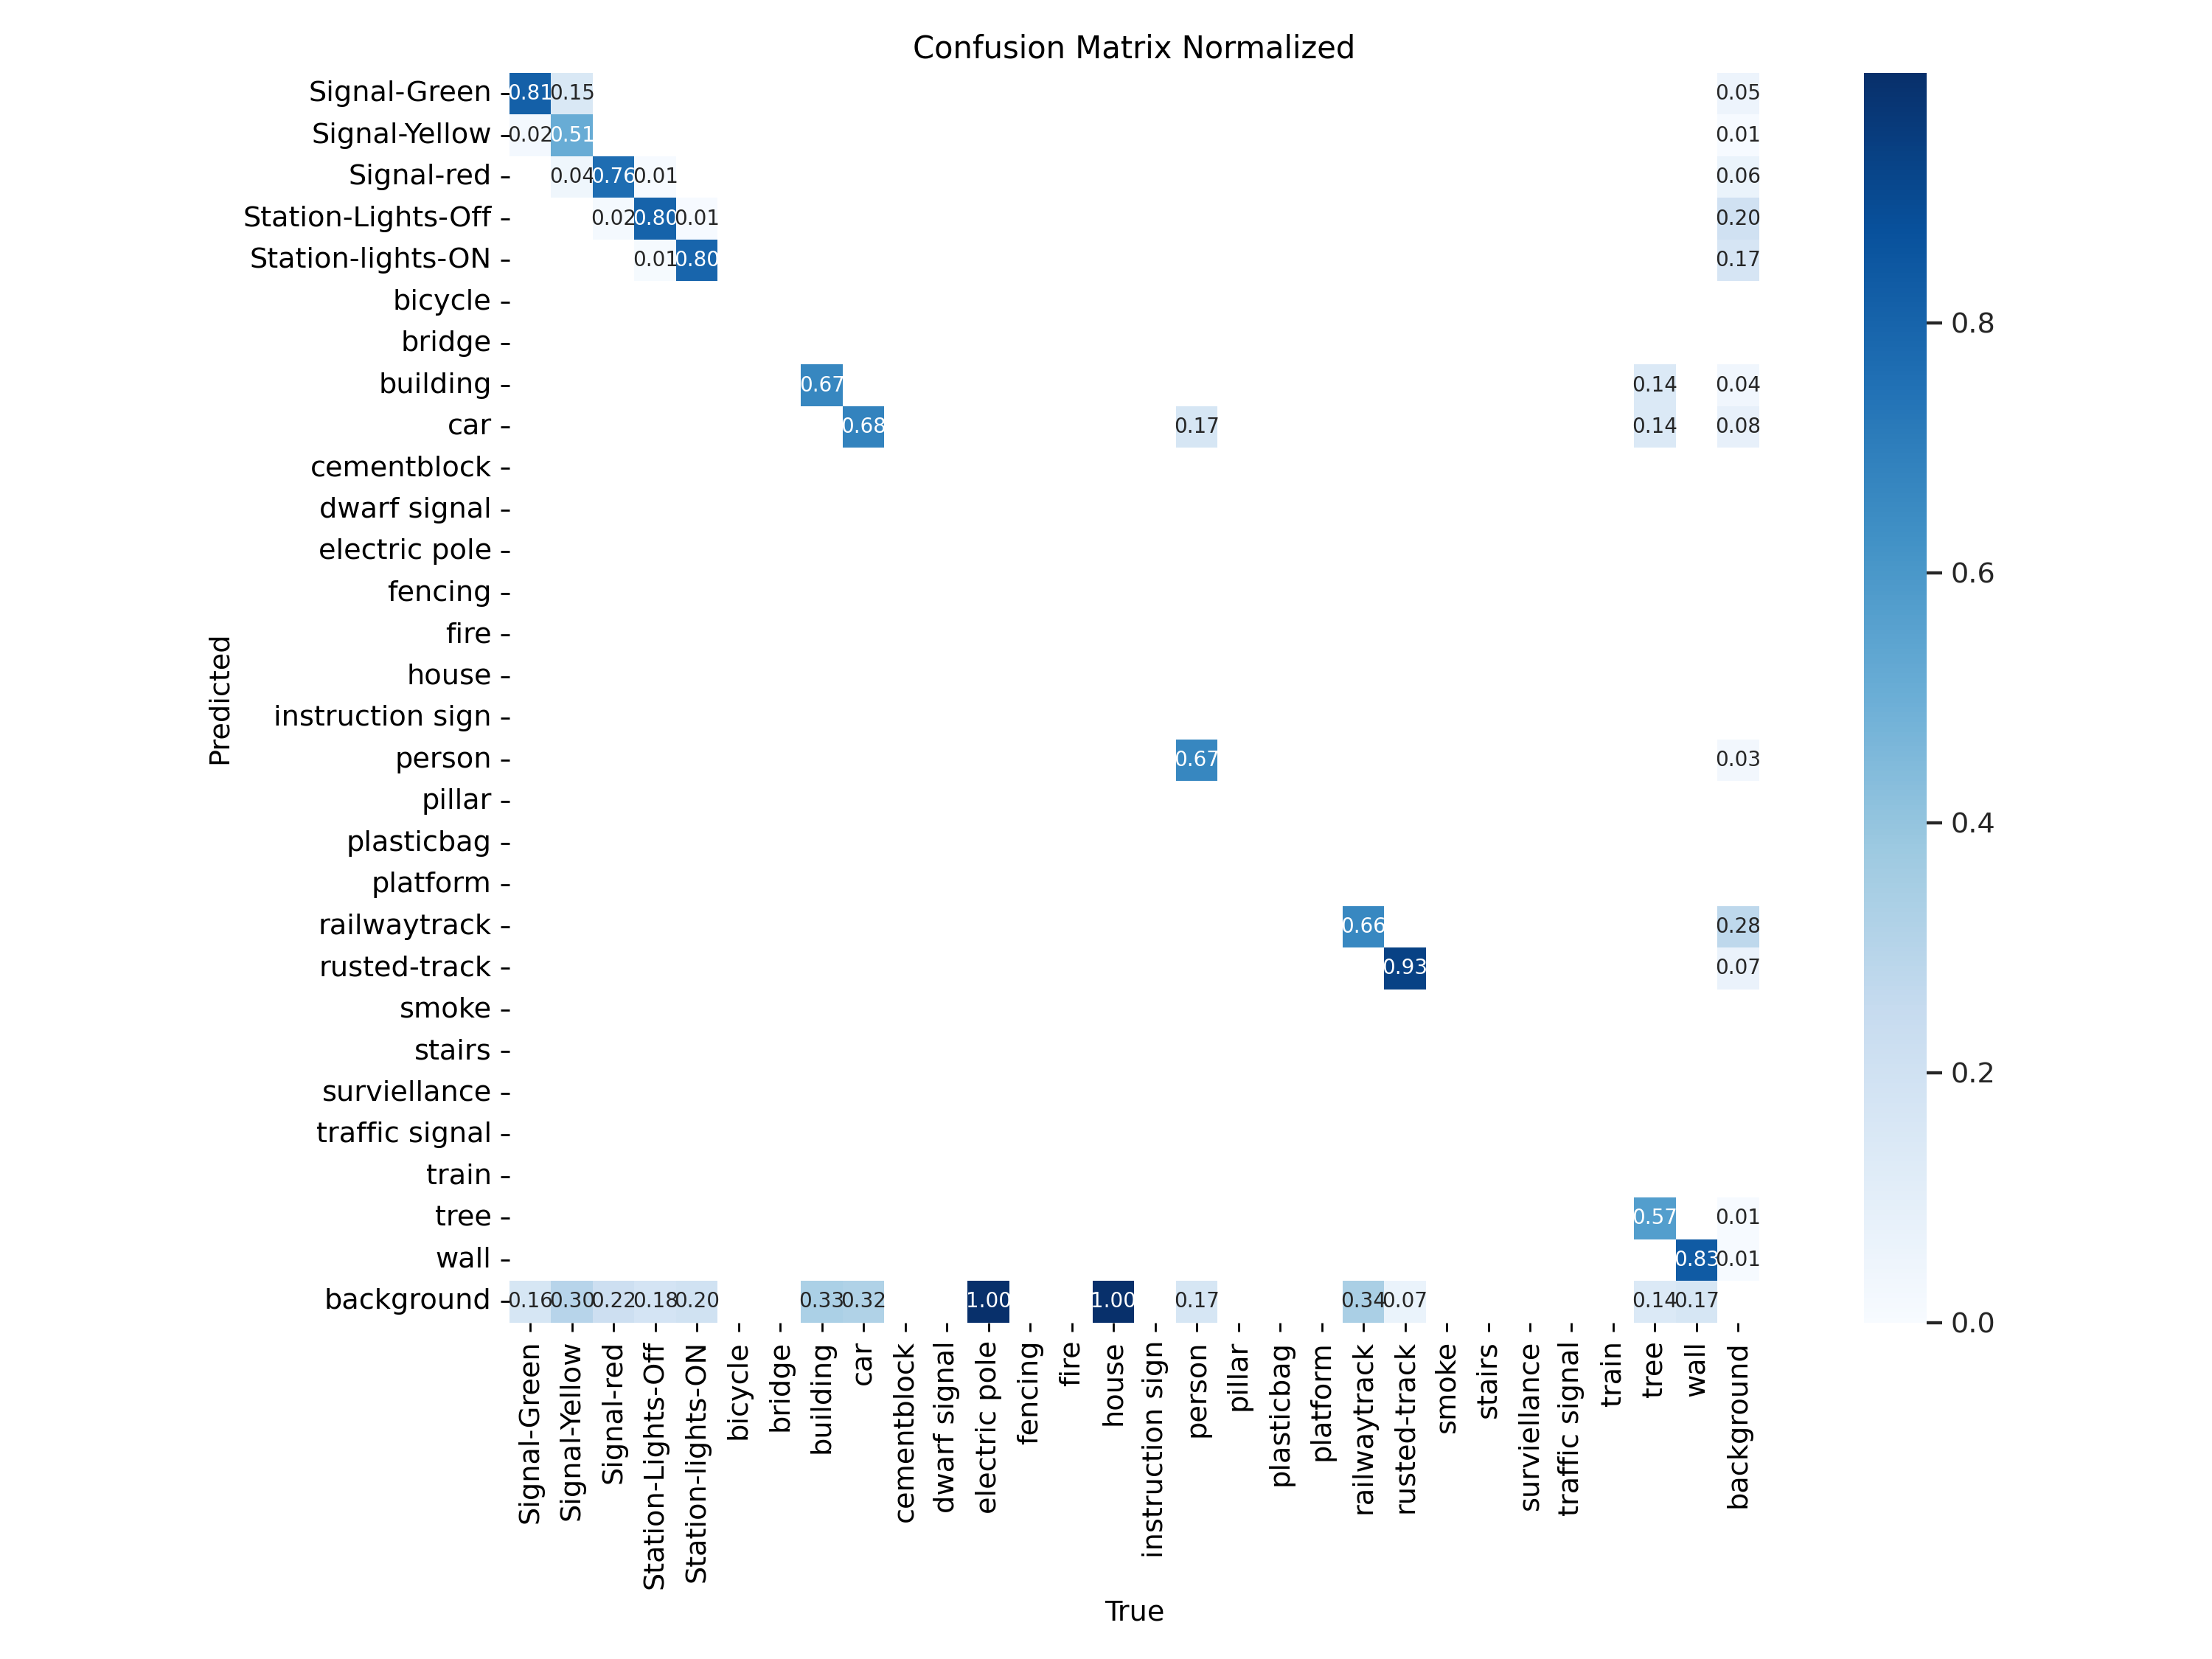 Confusion Matrix Normalized
Signal-Green 0.81 0.15 0.05
Signal-Yellow 0.02 0.51 0.01
Signal-red 0.04 0.76 0.01 0.06
Station-Lights-Off 0.02 0.80 0.01 0.20
Station-lights-ON 0.01 0.80 0.17
bicycle
bridge
building 0.67 0.14 0.04
car 0.68 0.17 0.14 0.08
cementblock
dwarf signal
electric pole
fencing
fire
house
instruction sign
person 0.67 0.03
pillar
plasticbag
platform
railwaytrack 0.66 0.28
rusted-track 0.93 0.07
smoke
stairs
surviellance
traffic signal
train
tree 0.57 0.01
wall 0.83 0.01
background 0.16 0.30 0.22 0.18 0.20 0.33 0.32 1.00 1.00 0.17 0.34 0.07 0.14 0.17
Predicted
Signal-Green
Signal-Yellow
Signal-red
Station-Lights-Off
Station-lights-ON
bicycle
bridge
building
car
cementblock
dwarf signal
electric pole
fencing
fire
house
instruction sign
person
pillar
plasticbag
platform
railwaytrack
rusted-track
smoke
stairs
surviellance
traffic signal
train
tree
wall
background
True
0.8
0.6
0.4
0.2
0.0